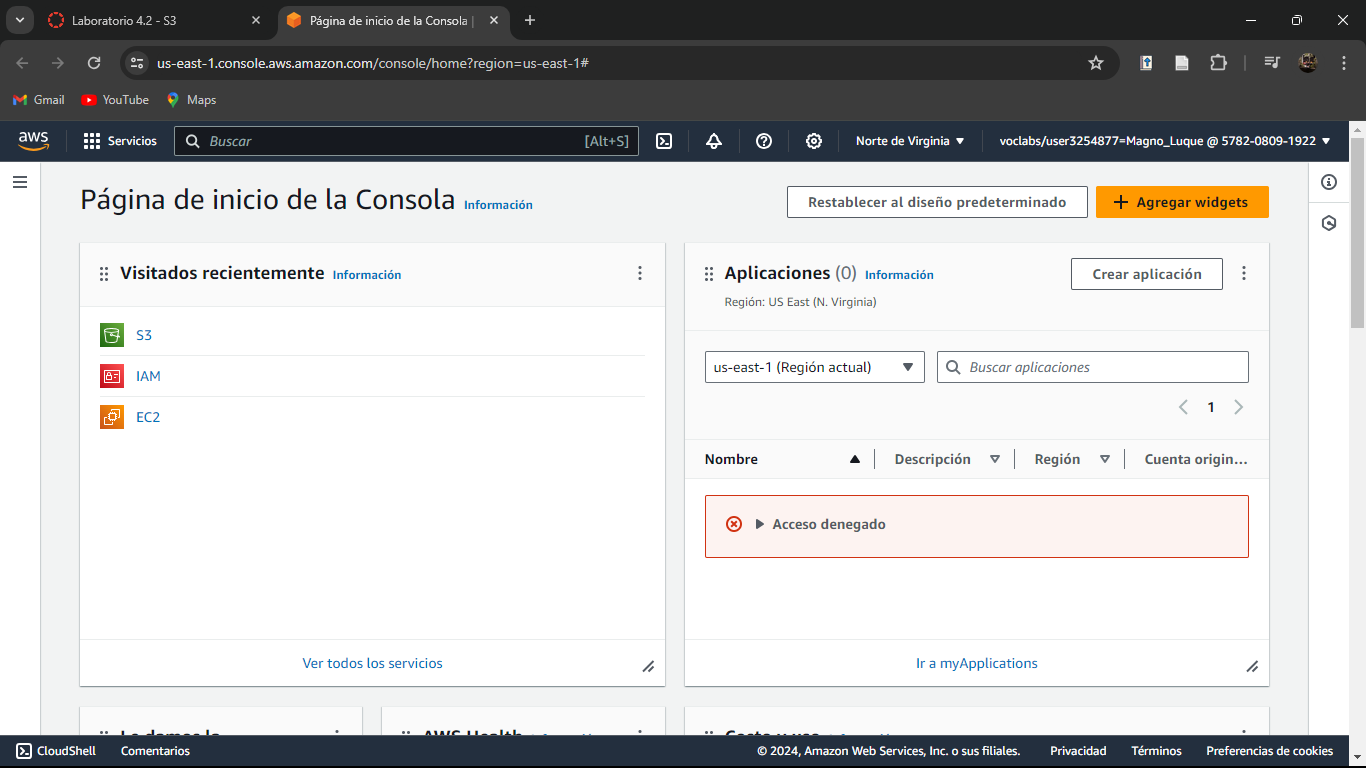 Laboratorio 4.2 - S3
Página de inicio de la Consola |
us-east-1.console.aws.amazon.com/console/home?region=us-east-1#
Gmail
YouTube
Maps
aws
Servicios
Buscar
[Alt+S]
Norte de Virginia
voclabs/user3254877=Magno_Luque @ 5782-0809-1922
Página de inicio de la Consola
Información
Restablecer al diseño predeterminado
Agregar widgets
Visitados recientemente
Información
S3
IAM
EC2
Ver todos los servicios
Aplicaciones (0)
Información
Crear aplicación
Región: US East (N. Virginia)
us-east-1 (Región actual)
Buscar aplicaciones
1
Nombre
Descripción
Región
Cuenta origin...
Acceso denegado
Ir a myApplications
AWS Health
CloudShell
Comentarios
© 2024, Amazon Web Services, Inc. o sus filiales.
Privacidad
Términos
Preferencias de cookies